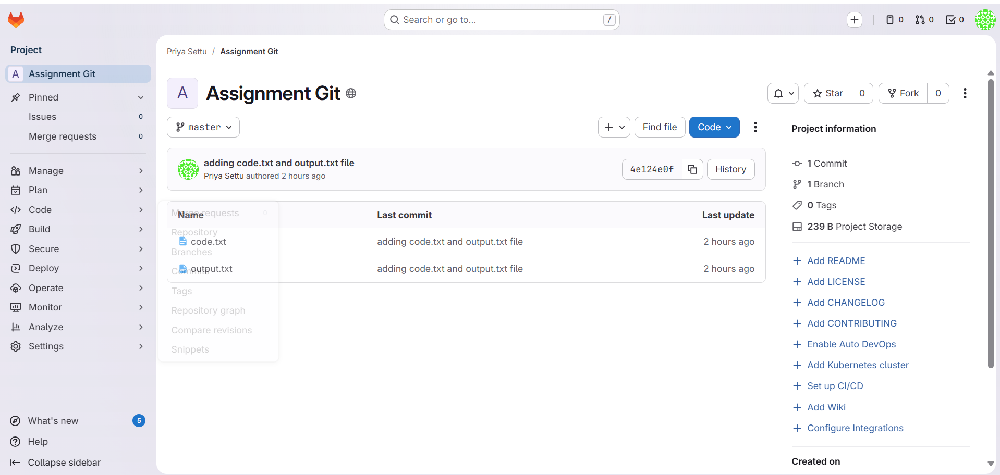 Search or go to...
/
0
0
0
Project
A
Assignment Git
Pinned
Issues
0
Merge requests
0
Manage
Plan
Code
Build
Secure
Deploy
Operate
Monitor
Analyze
Settings
What's new
5
Help
Collapse sidebar
Priya Settu / Assignment Git
A
Assignment Git
Star
0
Fork
0
master
Find file
Code
adding code.txt and output.txt file
Priya Settu authored 2 hours ago
4e124e0f
History
Name
Last commit
Last update
code.txt
adding code.txt and output.txt file
2 hours ago
output.txt
adding code.txt and output.txt file
2 hours ago
Merge requests
0
Repository
Branches
Commits
Tags
Repository graph
Compare revisions
Snippets
Project information
1 Commit
1 Branch
0 Tags
239 B Project Storage
Add README
Add LICENSE
Add CHANGELOG
Add CONTRIBUTING
Enable Auto DevOps
Add Kubernetes cluster
Set up CI/CD
Add Wiki
Configure Integrations
Created on